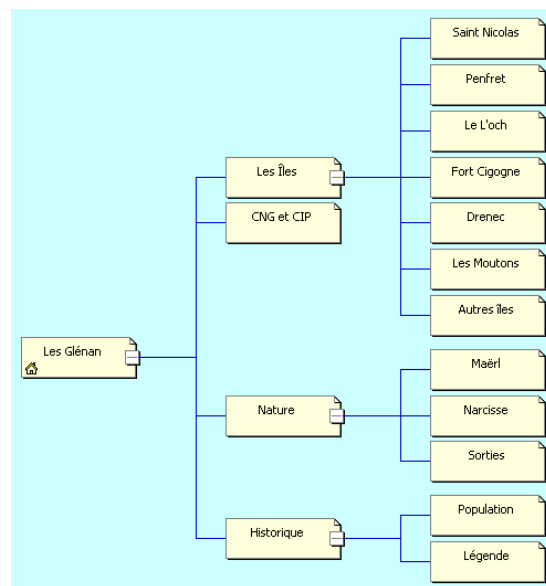 Saint Nicolas
Penfret
Le L'och
Les Îles
Fort Cigogne
CNG et CIP
Drenec
Les Moutons
Autres îles
Les Glénan
Maërl
Nature
Narcisse
Sorties
Population
Historique
Légende